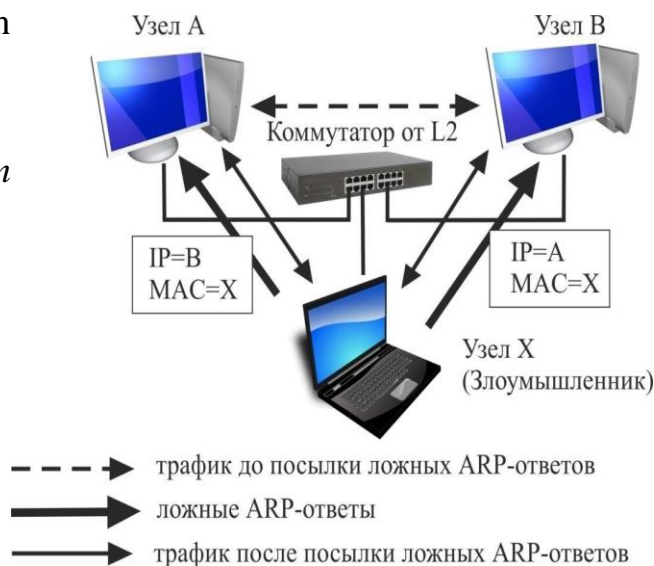 m
Узел А
Узел В
Коммутатор от L2
m
IP=B
MAC=X
IP=A
MAC=X
Узел X
(Злоумышленник)
трафик до посылки ложных ARP-ответов
ложные ARP-ответы
трафик после посылки ложных ARP-ответов